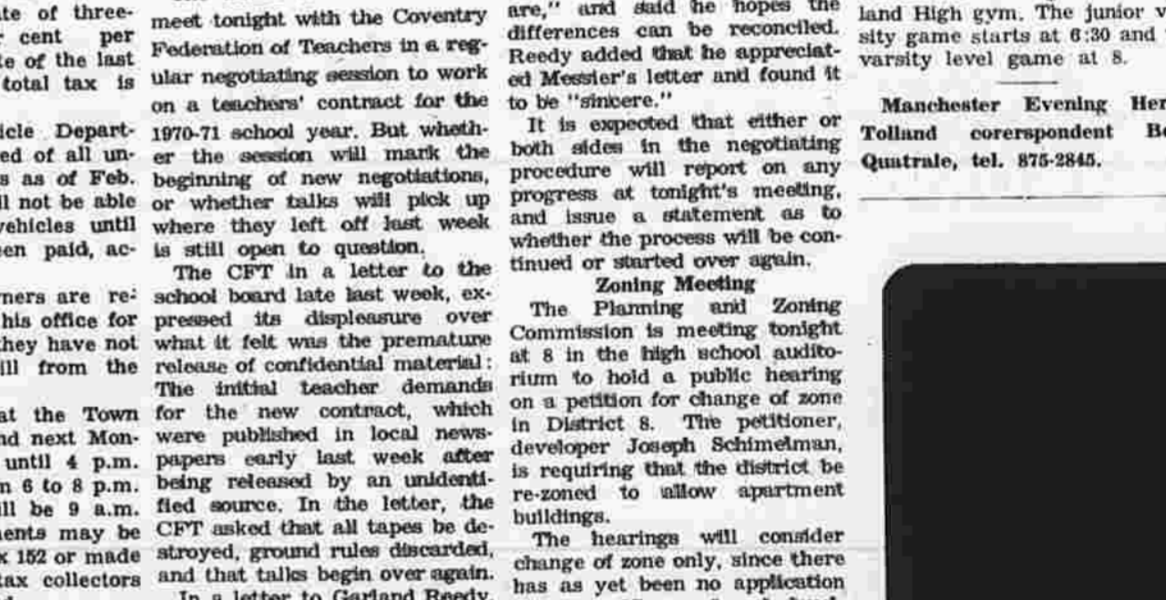 te of three-
cent per
te of the last
total tax is
icle Depart-
ed of all un-
s as of Feb.
ll not be able
vehicles until
en paid, ac-
ners are re-
his office for
they have not
ill from the
at the Town
nd next Mon-
until 4 p.m.
n 6 to 8 p.m.
ill be 9 a.m.
ments may be
x 152 or made
tax collectors
meet tonight with the Coventry
Federation of Teachers in a reg-
ular negotiating session to work
on a teachers' contract for the
1970-71 school year. But wheth-
er the session will mark the
beginning of new negotiations,
or whether talks will pick up
where they left off last week
is still open to question.
The CFT in a letter to the
school board late last week, ex-
pressed its displeasure over
what it felt was the premature
release of confidential material:
The initial teacher demands
for the new contract, which
were published in local news-
papers early last week after
being released by an unidenti-
fied source. In the letter, the
CFT asked that all tapes be de-
stroyed, ground rules discarded,
and that talks begin over again.
In a letter to Garland Reedy,
are," and said he hopes the
differences can be reconciled.
Reedy added that he appreciat-
ed Messier's letter and found it
to be "sincere."
It is expected that either or
both sides in the negotiating
procedure will report on any
progress at tonight's meeting,
and issue a statement as to
whether the process will be con-
tinued or started over again.
Zoning Meeting
The Planning and Zoning
Commission is meeting tonight
at 8 in the high school audito-
rium to hold a public hearing
on a petition for change of zone
in District 8. The petitioner,
developer Joseph Schimelman,
is requiring that the district be
re-zoned to allow apartment
buildings.
The hearings will consider
change of zone only, since there
has as yet been no application
land High gym. The junior v
sity game starts at 6:30 and
varsity level game at 8.
Manchester Evening Her
Tolland corerspondent Be
Quatrale, tel. 875-2845.